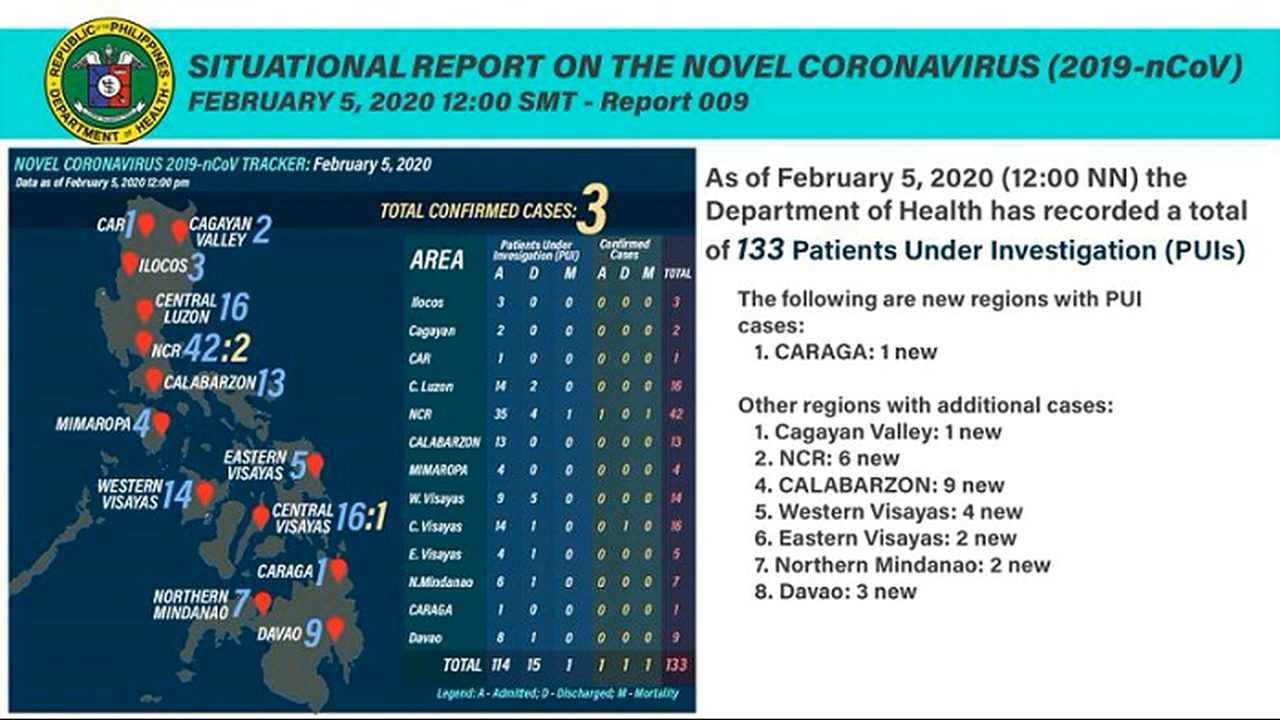 REPUBLIC OF THE PHILIPPINES
DEPARTMENT OF HEALTH
SITUATIONAL REPORT ON THE NOVEL CORONAVIRUS (2019-nCoV)
FEBRUARY 5, 2020 12:00 SMT - Report 009
NOVEL CORONAVIRUS 2019-nCoV TRACKER: February 5, 2020
Data as of February 5, 2020 12:00 pm
TOTAL CONFIRMED CASES: 3
CAR 1
CAGAYAN
VALLEY 2
ILOCOS 3
CENTRAL
LUZON 16
NCR 42:2
CALABARZON 13
MIMAROPA 4
EASTERN
VISAYAS 5
WESTERN
VISAYAS 14
CENTRAL
VISAYAS 16:1
CARAGA 1
NORTHERN
MINDANAO 7
DAVAO 9
AREA Patients Under Invesigation (PUI) Confirmed Cases
A D M A D M TOTAL
Ilocos 3 0 0 0 0 0 3
Cagayan 2 0 0 0 0 0 2
CAR 1 0 0 0 0 0 1
C. Luzon 14 2 0 0 0 0 16
NCR 35 4 1 1 0 1 42
CALABARZON 13 0 0 0 0 0 13
MIMAROPA 4 0 0 0 0 0 4
W. Visayas 9 5 0 0 0 0 14
C. Visayas 14 1 0 0 1 0 16
E. Visayas 4 1 0 0 0 0 5
N.Mindanao 6 1 0 0 0 0 7
CARAGA 1 0 0 0 0 0 1
Davao 8 1 0 0 0 0 9
TOTAL 114 15 1 1 1 1 133
Legend: A - Admitted; D - Discharged; M - Mortality
As of February 5, 2020 (12:00 NN) the
Department of Health has recorded a total
of 133 Patients Under Investigation (PUIs)
The following are new regions with PUI
cases:
1. CARAGA: 1 new
Other regions with additional cases:
1. Cagayan Valley: 1 new
2. NCR: 6 new
4. CALABARZON: 9 new
5. Western Visayas: 4 new
6. Eastern Visayas: 2 new
7. Northern Mindanao: 2 new
8. Davao: 3 new